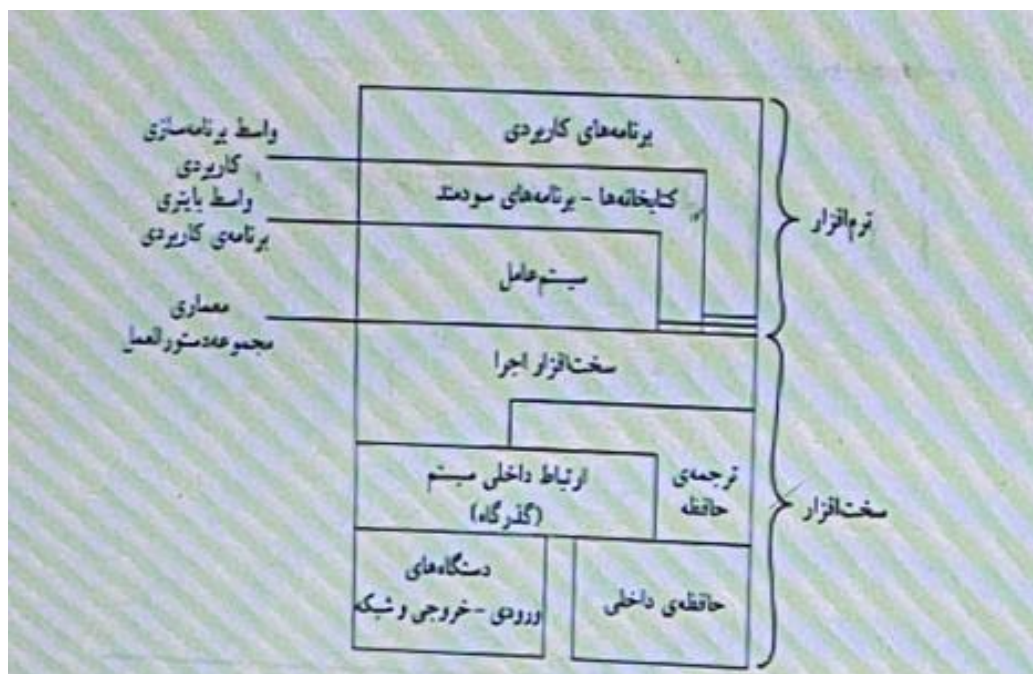 برنامه‌های کاربردی
واسط برنامه‌سازی
کاربردی
کتابخانه‌ها - برنامه‌های سودمند
واسط باینری
برنامه‌ی کاربردی
نرم‌افزار
سیستم‌عامل
معماری
مجموعه‌دستورالعمل
سخت‌افزار اجرا
ارتباط داخلی سیستم
(گذرگاه)
ترجمه‌ی
حافظه
سخت‌افزار
دستگاه‌های
ورودی - خروجی و شبکه
حافظه‌ی داخلی